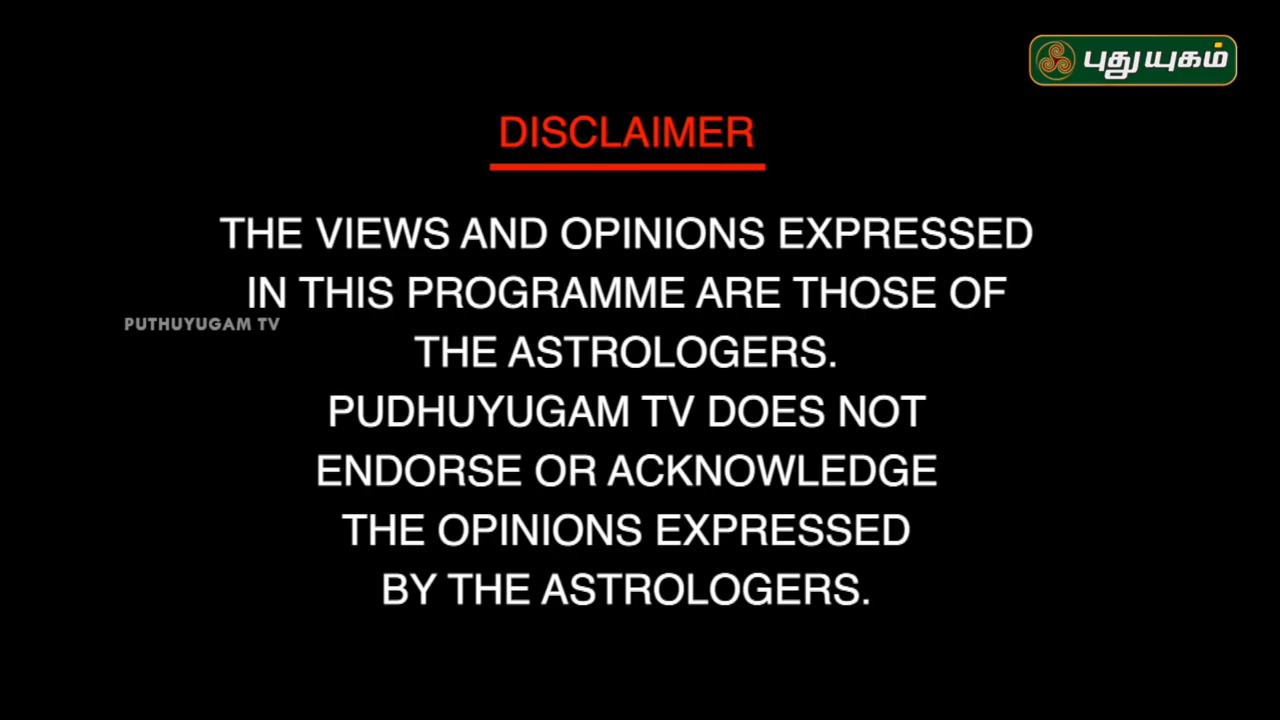 புதுயுகம்
DISCLAIMER
THE VIEWS AND OPINIONS EXPRESSED
IN THIS PROGRAMME ARE THOSE OF
PUTHUYUGAM TV
THE ASTROLOGERS.
PUDHUYUGAM TV DOES NOT
ENDORSE OR ACKNOWLEDGE
THE OPINIONS EXPRESSED
BY THE ASTROLOGERS.